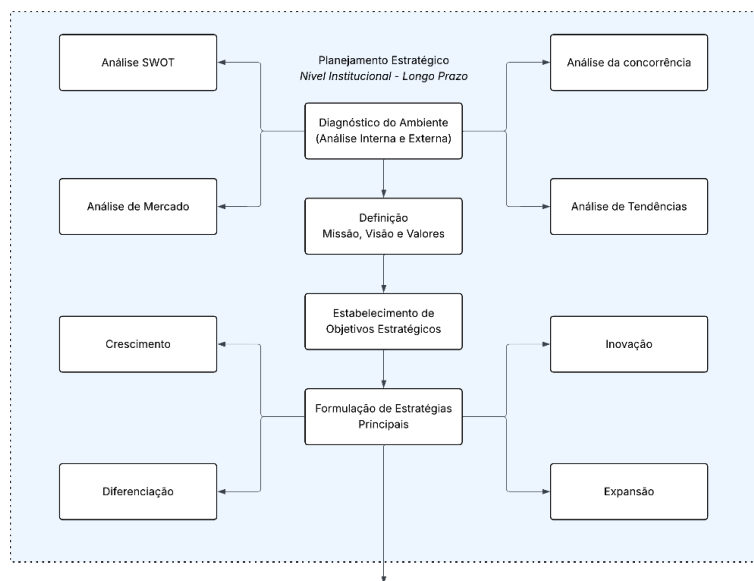 Planejamento Estratégico
Nivel Institucional - Longo Prazo
Análise SWOT
Análise da concorrência
Diagnóstico do Ambiente
(Análise Interna e Externa)
Análise de Mercado
Análise de Tendências
Definição
Missão, Visão e Valores
Estabelecimento de
Objetivos Estratégicos
Crescimento
Inovação
Formulação de Estratégias
Principais
Diferenciação
Expansão